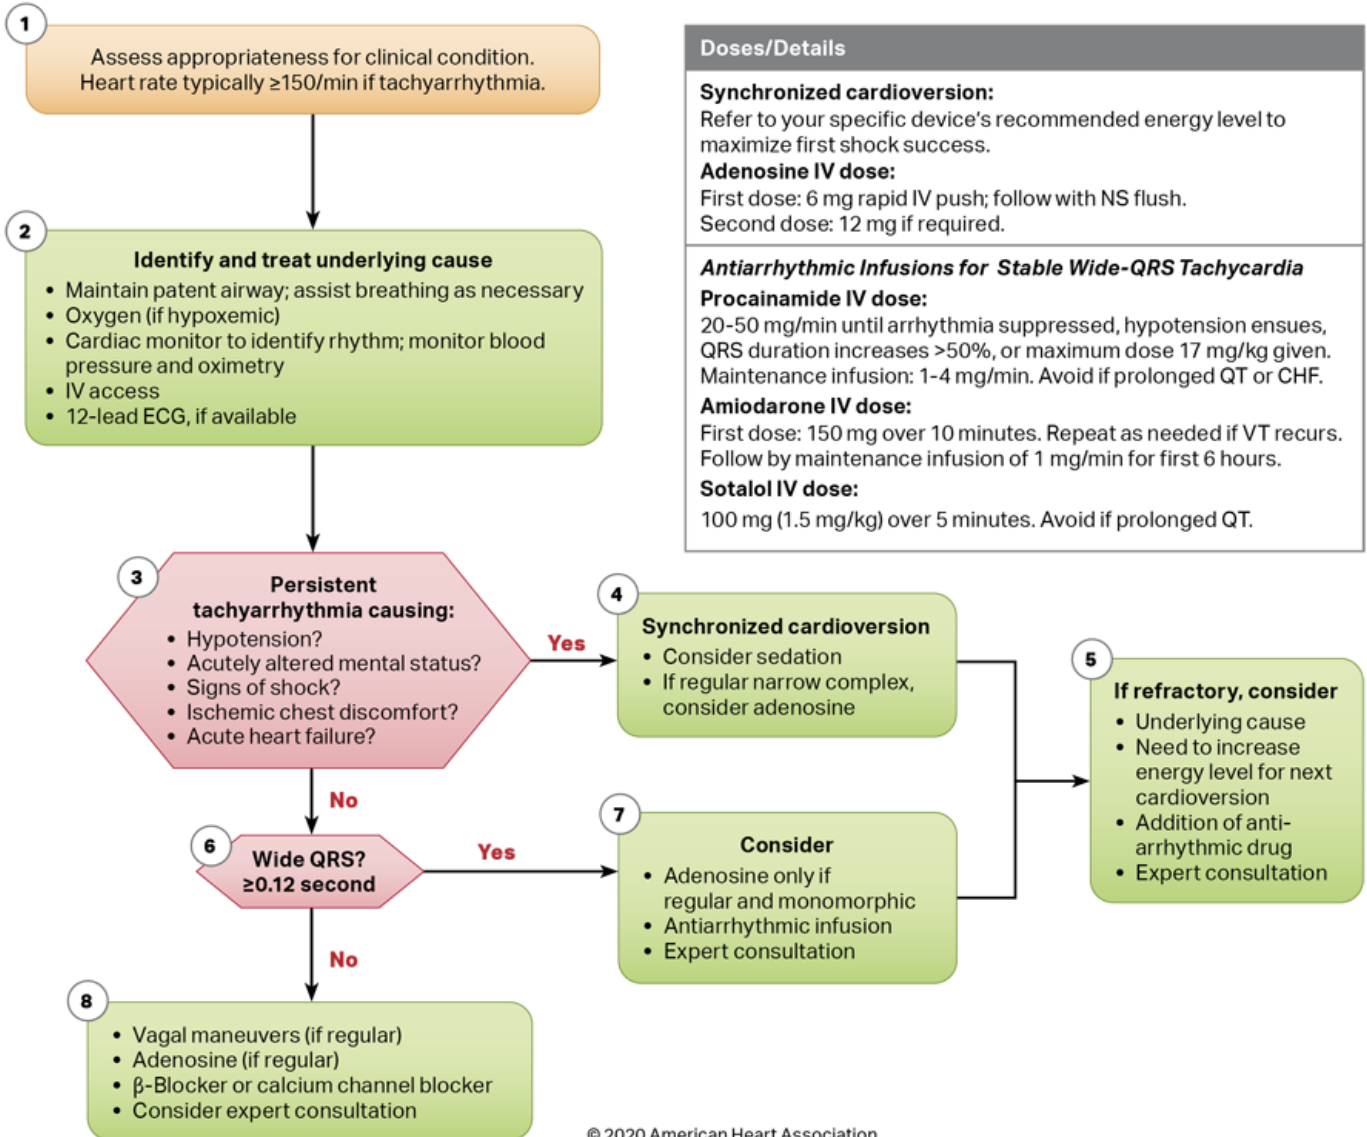 1
Assess appropriateness for clinical condition.
Heart rate typically ≥150/min if tachyarrhythmia.
2
Identify and treat underlying cause
• Maintain patent airway; assist breathing as necessary
• Oxygen (if hypoxemic)
• Cardiac monitor to identify rhythm; monitor blood
pressure and oximetry
• IV access
• 12-lead ECG, if available
3
Persistent
tachyarrhythmia causing:
• Hypotension?
• Acutely altered mental status?
• Signs of shock?
• Ischemic chest discomfort?
• Acute heart failure?
Yes
4
Synchronized cardioversion
• Consider sedation
• If regular narrow complex,
consider adenosine
5
If refractory, consider
• Underlying cause
• Need to increase
energy level for next
cardioversion
• Addition of anti-
arrhythmic drug
• Expert consultation
No
6
Wide QRS?
≥0.12 second
Yes
7
Consider
• Adenosine only if
regular and monomorphic
• Antiarrhythmic infusion
• Expert consultation
No
8
• Vagal maneuvers (if regular)
• Adenosine (if regular)
• β-Blocker or calcium channel blocker
• Consider expert consultation
Doses/Details
Synchronized cardioversion:
Refer to your specific device's recommended energy level to
maximize first shock success.
Adenosine IV dose:
First dose: 6 mg rapid IV push; follow with NS flush.
Second dose: 12 mg if required.
Antiarrhythmic Infusions for Stable Wide-QRS Tachycardia
Procainamide IV dose:
20-50 mg/min until arrhythmia suppressed, hypotension ensues,
QRS duration increases >50%, or maximum dose 17 mg/kg given.
Maintenance infusion: 1-4 mg/min. Avoid if prolonged QT or CHF.
Amiodarone IV dose:
First dose: 150 mg over 10 minutes. Repeat as needed if VT recurs.
Follow by maintenance infusion of 1 mg/min for first 6 hours.
Sotalol IV dose:
100 mg (1.5 mg/kg) over 5 minutes. Avoid if prolonged QT.
© 2020 American Heart Association